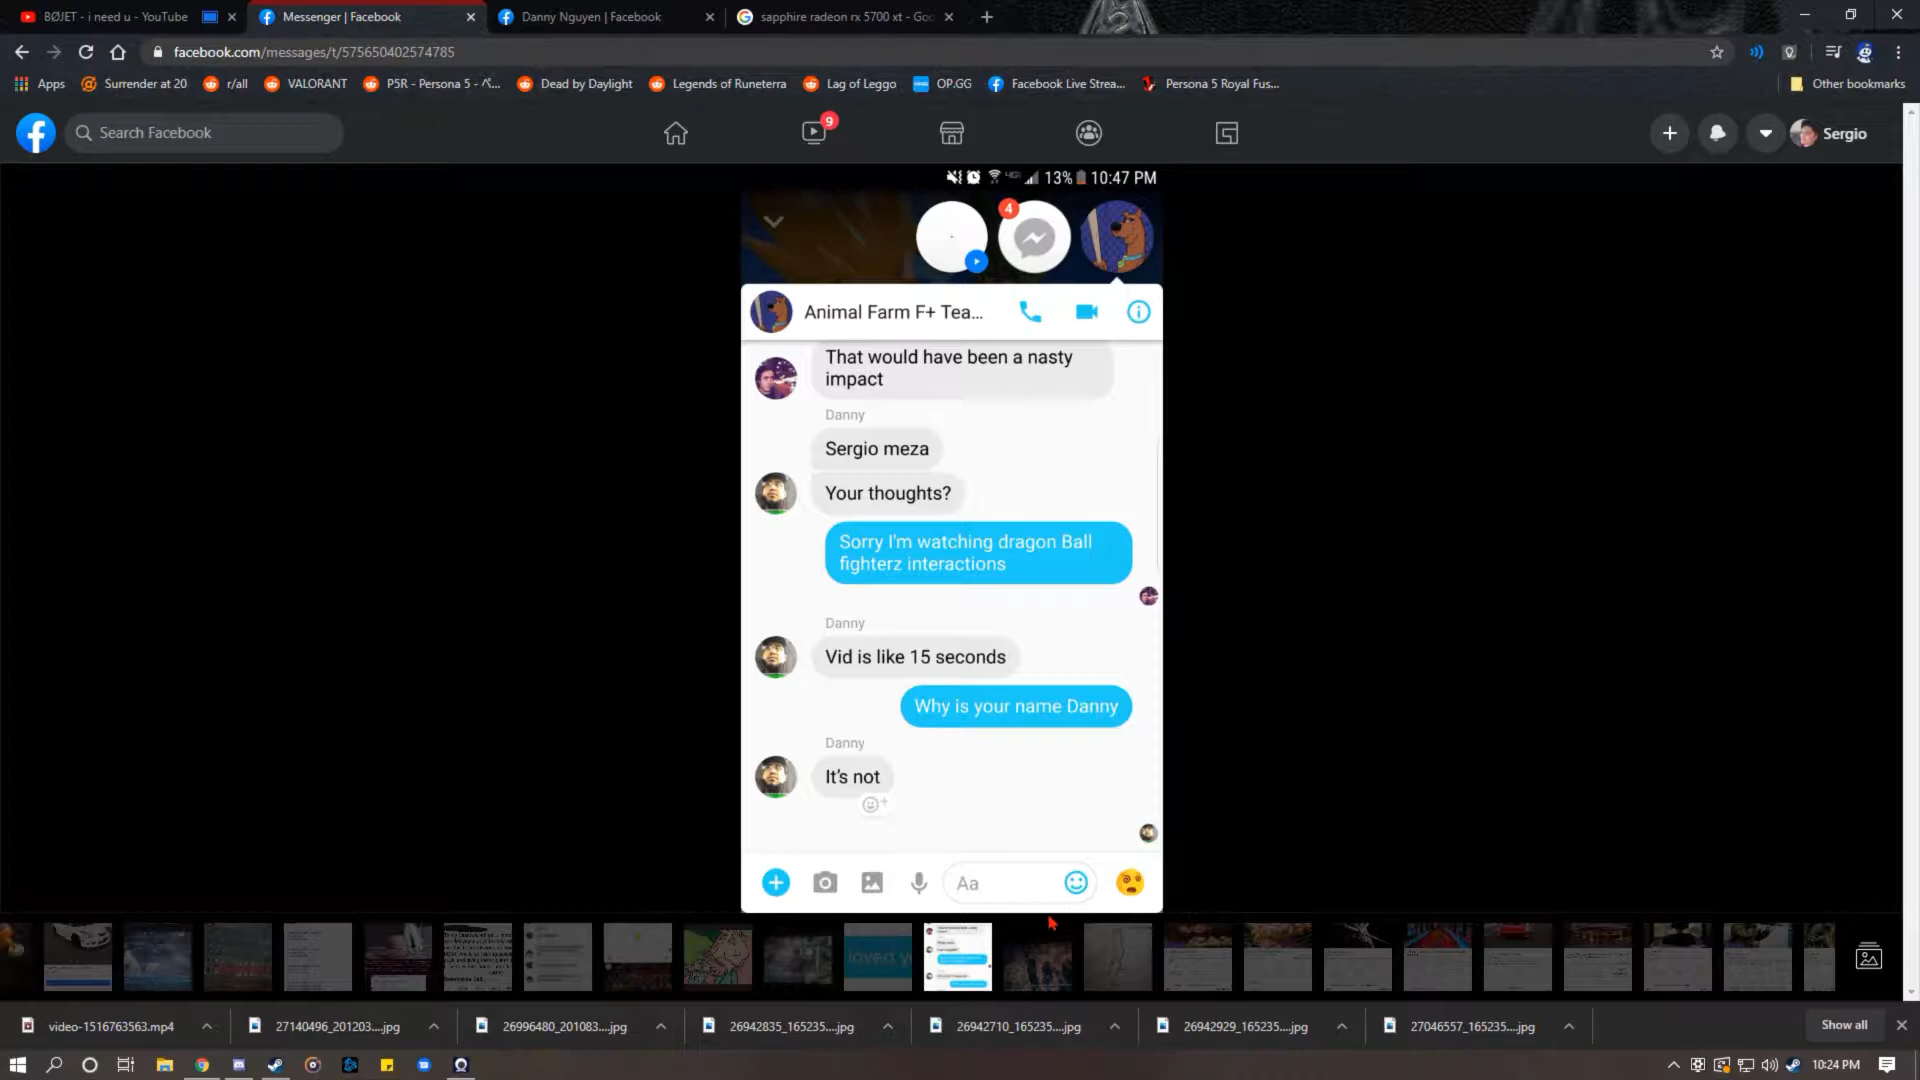 BØJET - i need u - YouTube
Messenger | Facebook
Danny Nguyen | Facebook
sapphire radeon rx 5700 xt - Goo
facebook.com/messages/t/575650402574785
Apps
Surrender at 20
r/all
VALORANT
P5R - Persona 5 - ペ...
Dead by Daylight
Legends of Runeterra
Lag of Leggo
OP.GG
Facebook Live Strea...
Persona 5 Royal Fus...
Other bookmarks
Search Facebook
9
Sergio
13% 10:47 PM
4
Animal Farm F+ Tea...
That would have been a nasty
impact
Danny
Sergio meza
Your thoughts?
Sorry I'm watching dragon Ball
fighterz interactions
Danny
Vid is like 15 seconds
Why is your name Danny
Danny
It's not
Aa
loved y
video-1516763563.mp4
27140496_201203....jpg
26996480_201083....jpg
26942835_165235....jpg
26942710_165235....jpg
26942929_165235....jpg
27046557_165235....jpg
Show all
10:24 PM